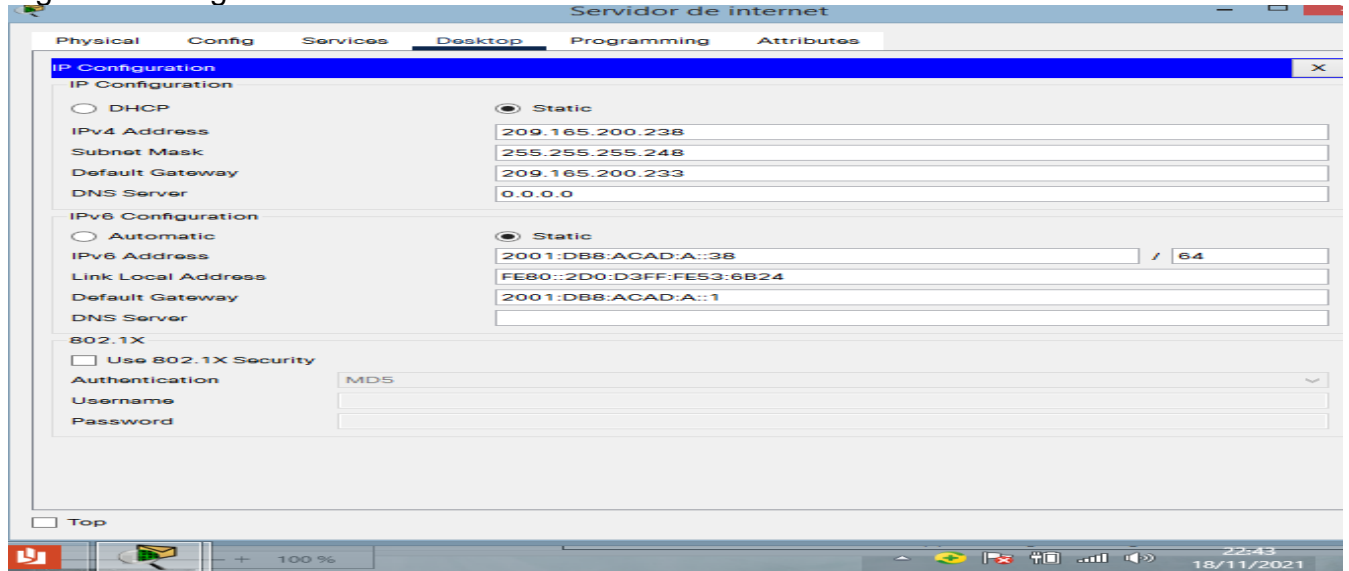 Servidor de internet
Physical Config Services Desktop Programming Attributes
IP Configuration X
IP Configuration
DHCP Static
IPv4 Address 209.165.200.238
Subnet Mask 255.255.255.248
Default Gateway 209.165.200.233
DNS Server 0.0.0.0
IPv6 Configuration
Automatic Static
IPv6 Address 2001:DB8:ACAD:A::38 / 64
Link Local Address FE80::2D0:D3FF:FE53:6B24
Default Gateway 2001:DB8:ACAD:A::1
DNS Server
802.1X
Use 802.1X Security
Authentication MD5
Username
Password
Top
100 % 22:43
18/11/2021